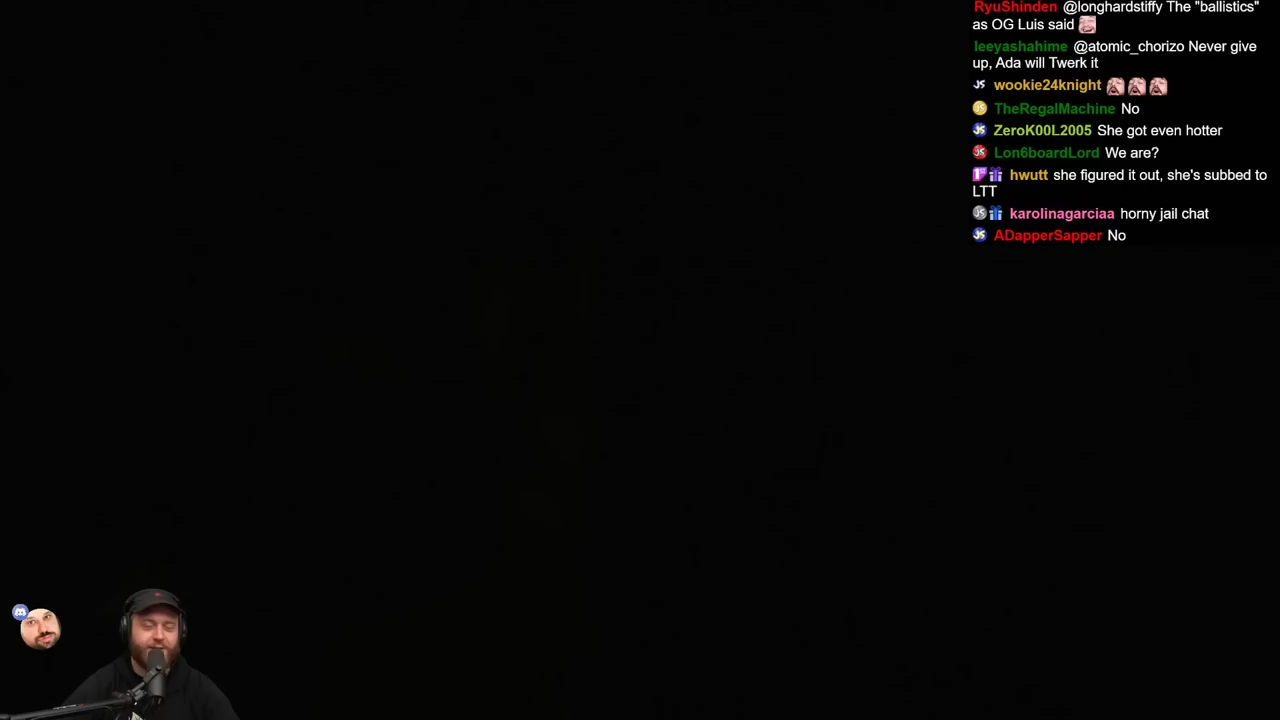 RyuShinden @longhardstiffy The "ballistics"
as OG Luis said
leeyashahime @atomic_chorizo Never give
up, Ada will Twerk it
wookie24knight
TheRegalMachine No
ZeroK00L2005 She got even hotter
Lon6boardLord We are?
hwutt she figured it out, she's subbed to
LTT
karolinagarciaa horny jail chat
ADapperSapper No